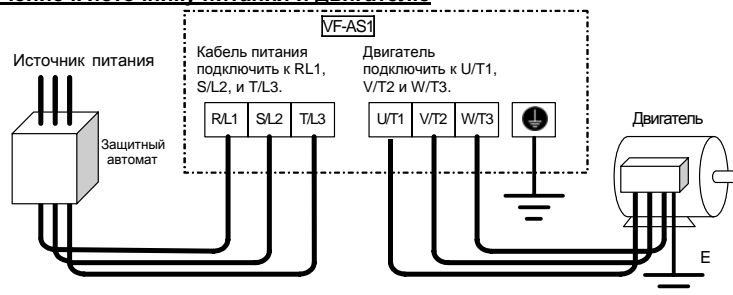 VF-AS1
Источник питания
Кабель питания
подключить к RL1,
S/L2, и T/L3.
Двигатель
подключить к U/T1,
V/T2 и W/T3.
R/L1 S/L2 T/L3
U/T1 V/T2 W/T3
Защитный
автомат
Двигатель
E